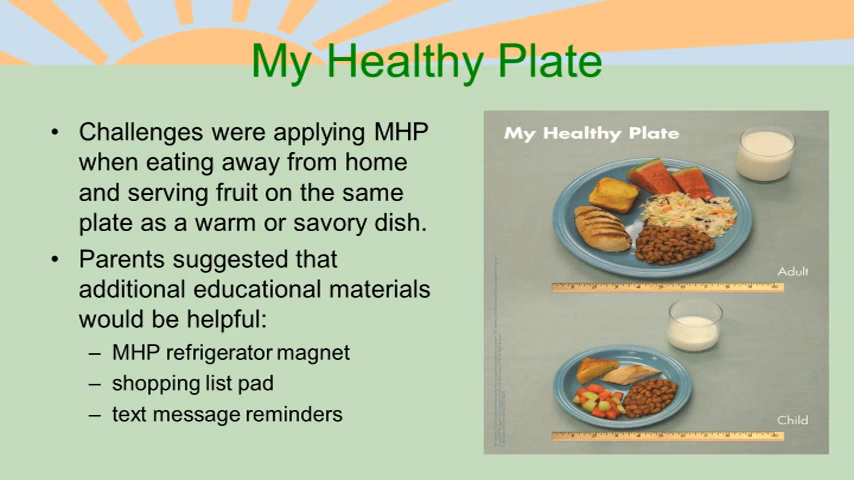 My Healthy Plate
• Challenges were applying MHP
when eating away from home
and serving fruit on the same
plate as a warm or savory dish.
• Parents suggested that
additional educational materials
would be helpful:
– MHP refrigerator magnet
– shopping list pad
– text message reminders
My Healthy Plate
Adult
Child